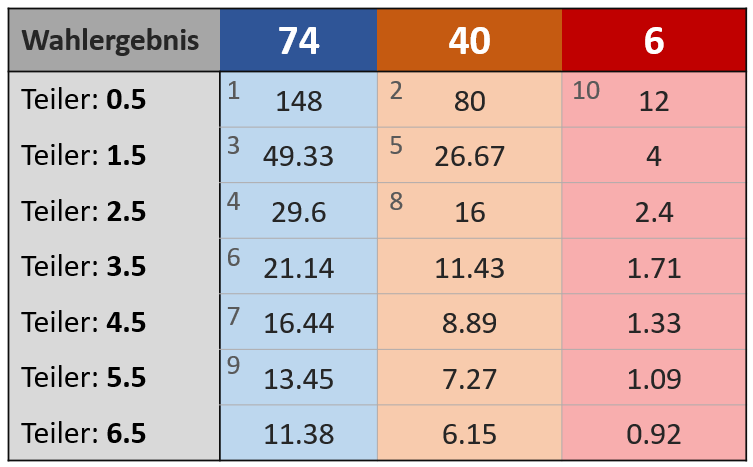 Wahlergebnis 74 40 6
Teiler: 0.5 1 148 2 80 10 12
Teiler: 1.5 3 49.33 5 26.67 4
Teiler: 2.5 4 29.6 8 16 2.4
Teiler: 3.5 6 21.14 11.43 1.71
Teiler: 4.5 7 16.44 8.89 1.33
Teiler: 5.5 9 13.45 7.27 1.09
Teiler: 6.5 11.38 6.15 0.92